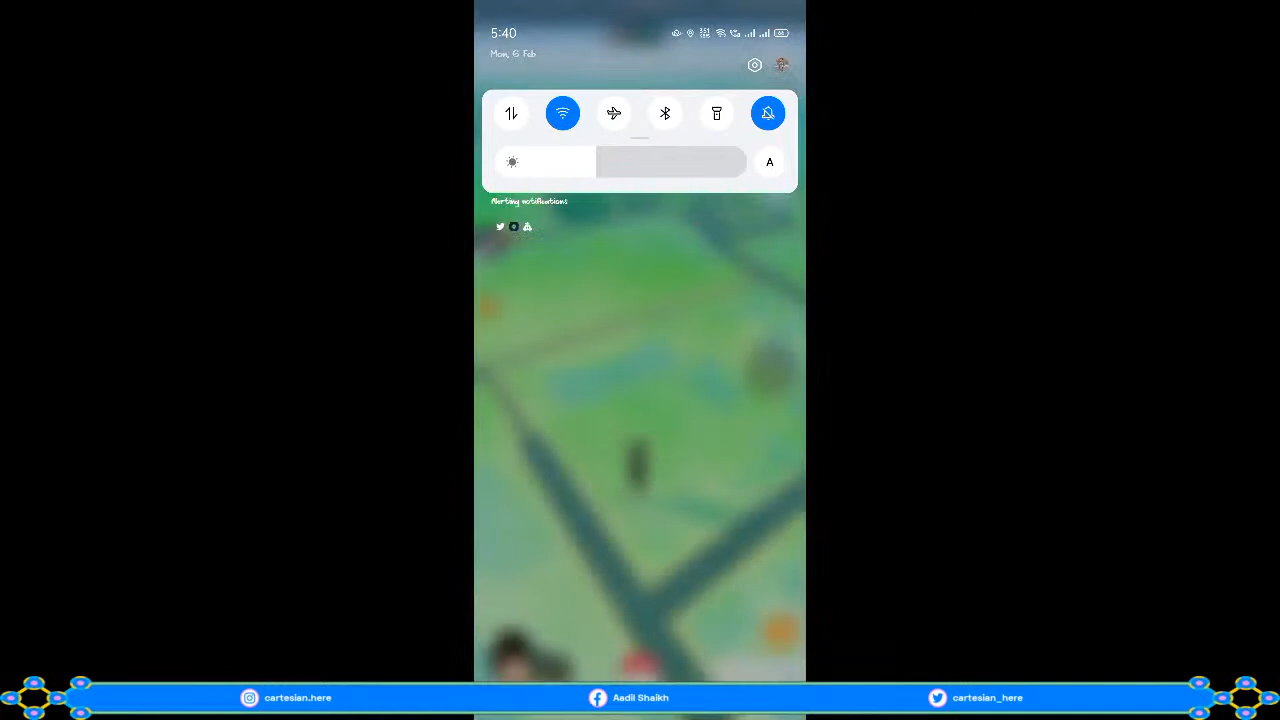 5:40
Mon, 6 Feb
A
Alerting notifications
cartesian.here
Aadil Shaikh
cartesian_here